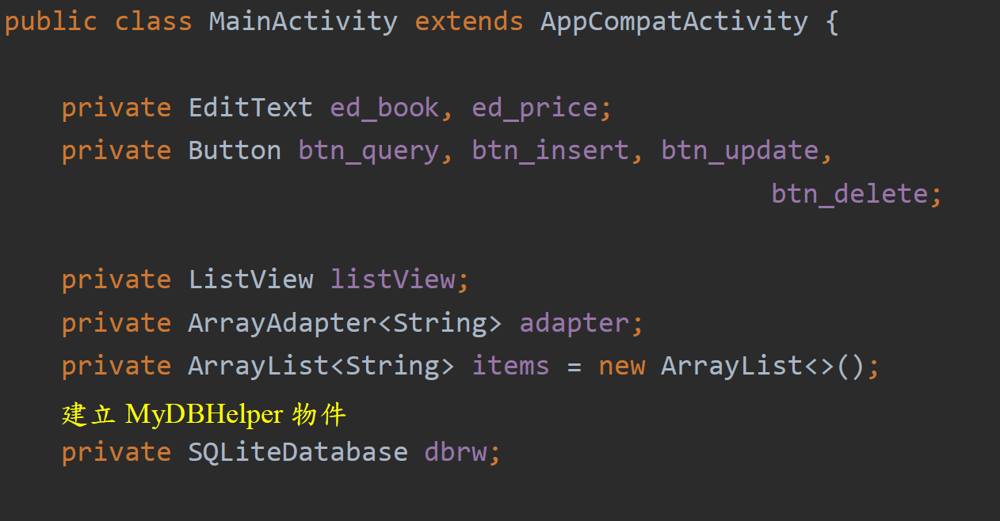 public class MainActivity extends AppCompatActivity {
private EditText ed_book, ed_price;
private Button btn_query, btn_insert, btn_update,
btn_delete;
private ListView listView;
private ArrayAdapter<String> adapter;
private ArrayList<String> items = new ArrayList<>();
建立 MyDBHelper 物件
private SQLiteDatabase dbrw;